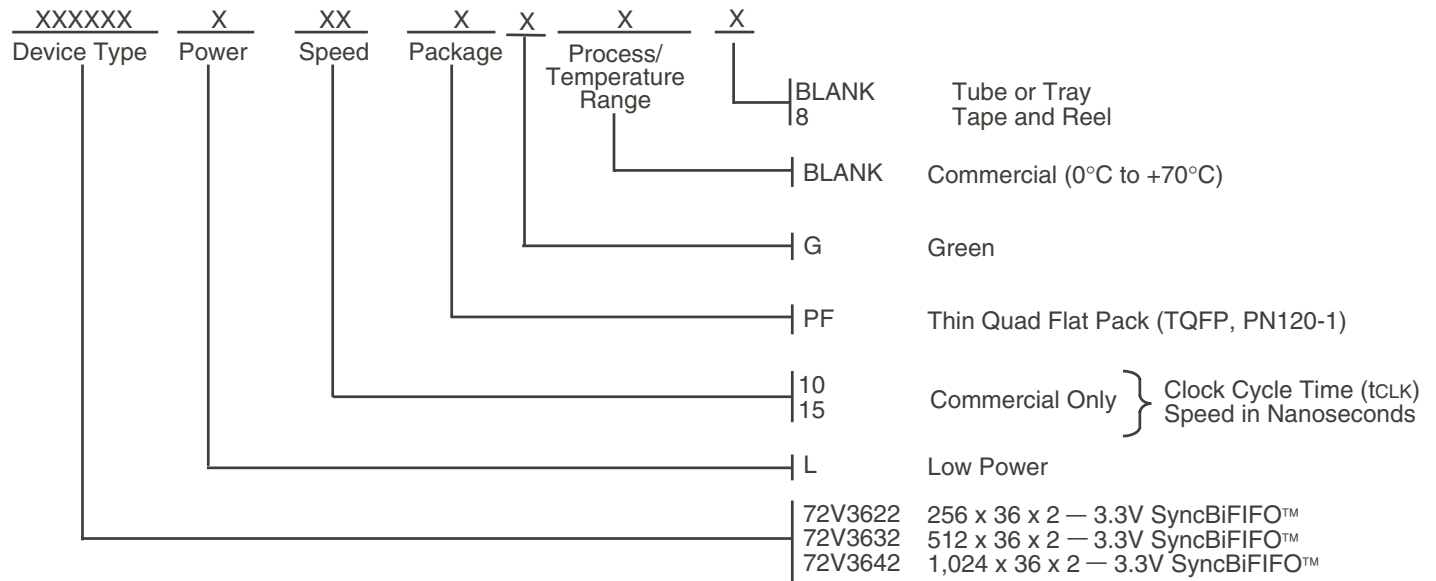 XXXXXX X XX X X X X
Device Type Power Speed Package Process/
Temperature
Range
BLANK Tube or Tray
8 Tape and Reel
BLANK Commercial (0°C to +70°C)
G Green
PF Thin Quad Flat Pack (TQFP, PN120-1)
10
15
Commercial Only } Clock Cycle Time (tCLK)
Speed in Nanoseconds
L Low Power
72V3622 256 x 36 x 2 — 3.3V SyncBiFIFO™
72V3632 512 x 36 x 2 — 3.3V SyncBiFIFO™
72V3642 1,024 x 36 x 2 — 3.3V SyncBiFIFO™